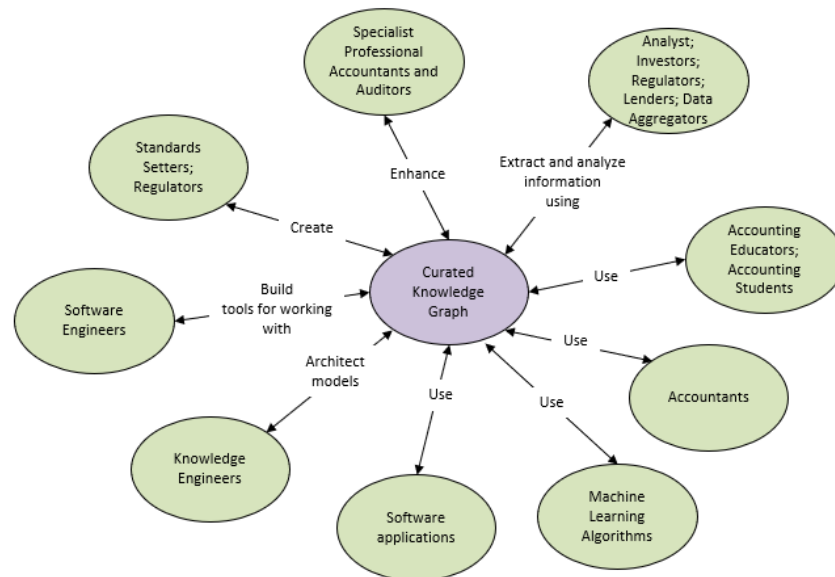 Specialist
Professional
Accountants and
Auditors
Analyst;
Investors;
Regulators;
Lenders; Data
Aggregators
Standards
Setters;
Regulators
Enhance
Extract and analyze
information
using
Create
Accounting
Educators;
Accounting
Students
Curated
Knowledge
Graph
Use
Build
tools for working
with
Software
Engineers
Use
Architect
models
Accountants
Use
Use
Knowledge
Engineers
Software
applications
Machine
Learning
Algorithms